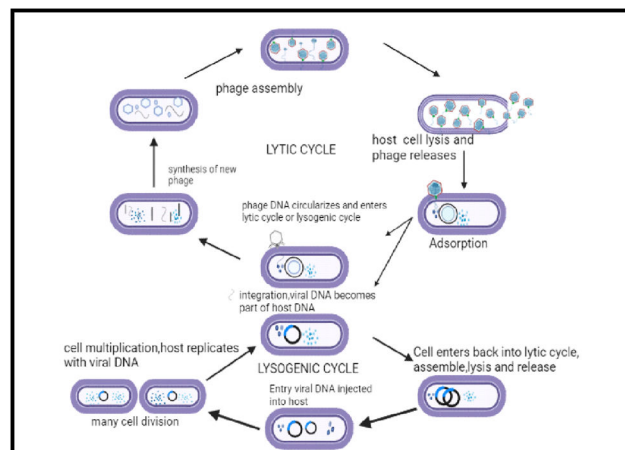 phage assembly
host cell lysis and
phage releases
LYTIC CYCLE
synthesis of new
phage
phage DNA circularizes and enters
lytic cycle or lysogenic cycle
Adsorption
integration,viral DNA becomes
part of host DNA
cell multiplication,host replicates
with viral DNA
LYSOGENIC CYCLE
Cell enters back into lytic cycle,
assemble,lysis and release
Entry viral DNA injected
into host
many cell division